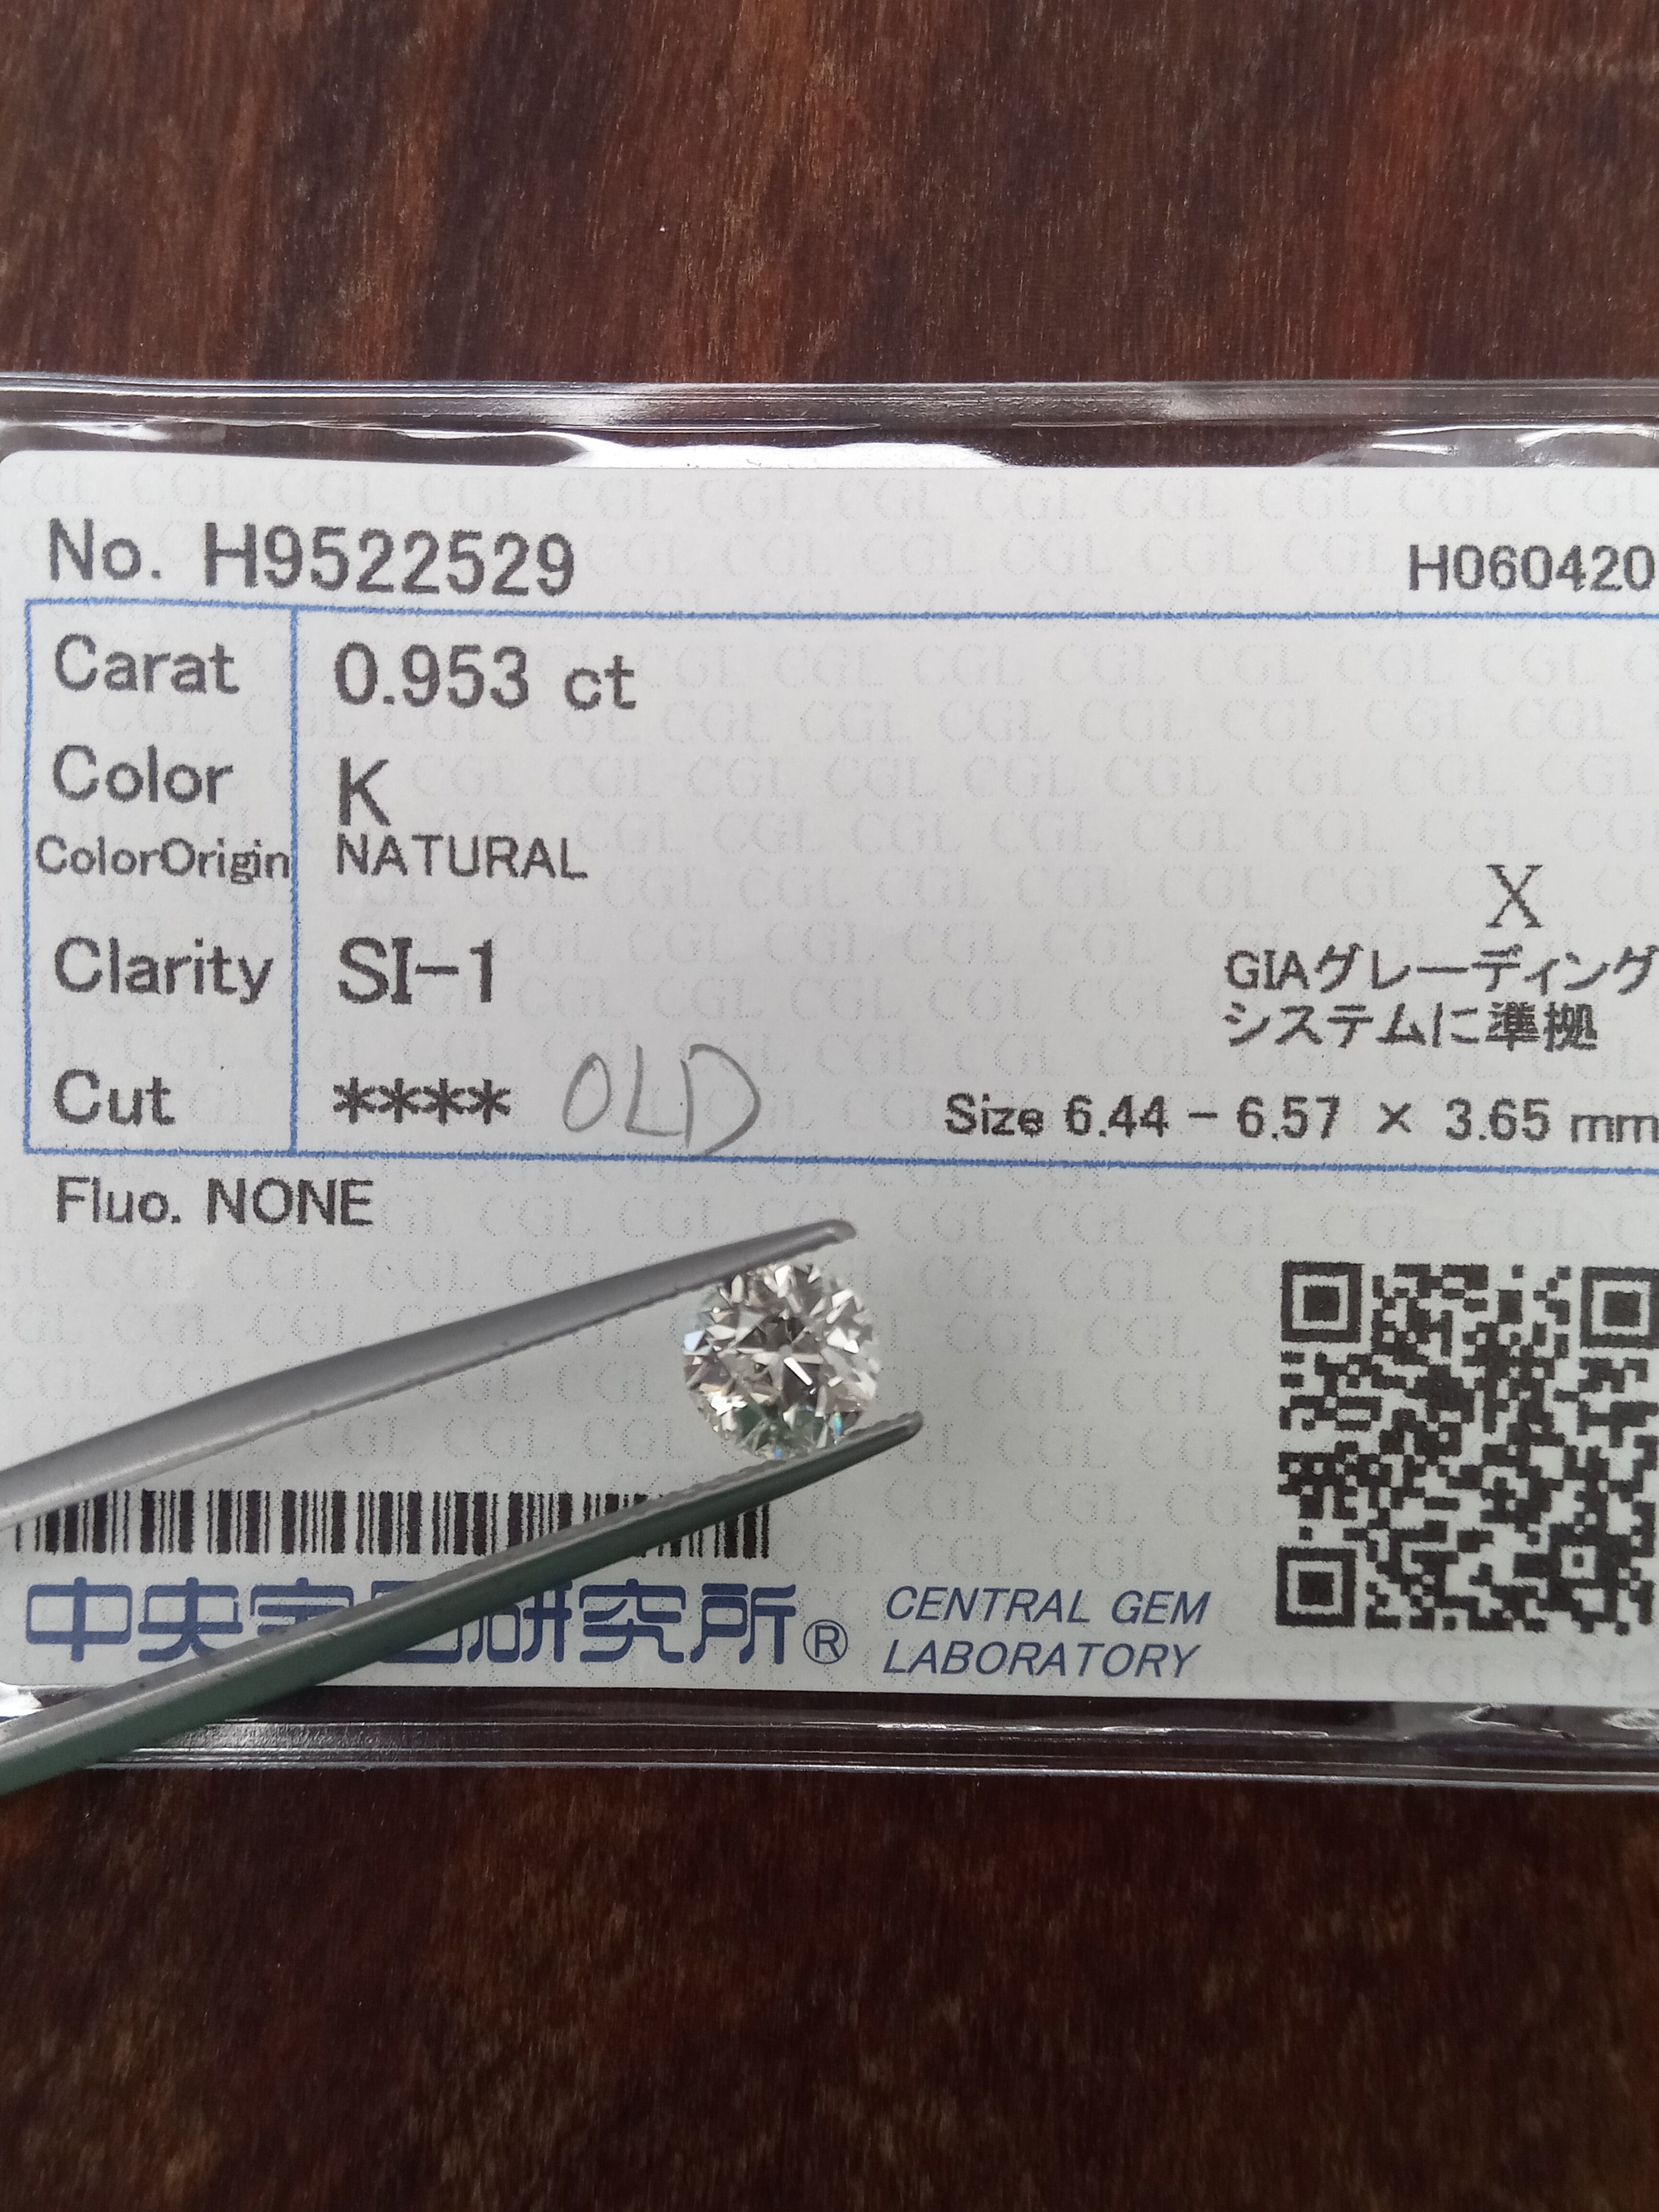 No. H9522529 H060420
Carat 0.953 ct
Color K
ColorOrigin NATURAL
X
Clarity SI-1
GIAグレーディング
システムに準拠
Cut **** OLD Size 6.44 - 6.57 × 3.65 mm
Fluo. NONE
中央宝石研究所®
CENTRAL GEM
LABORATORY